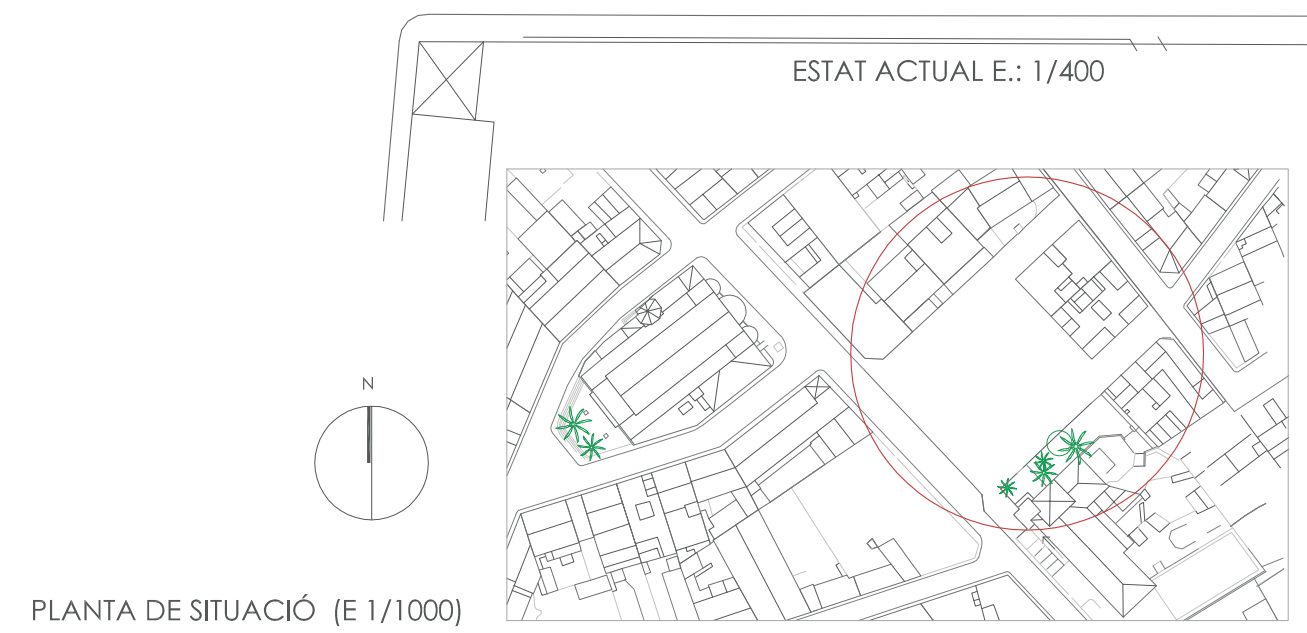 ESTAT ACTUAL E.: 1/400
N
PLANTA DE SITUACIÓ (E 1/1000)